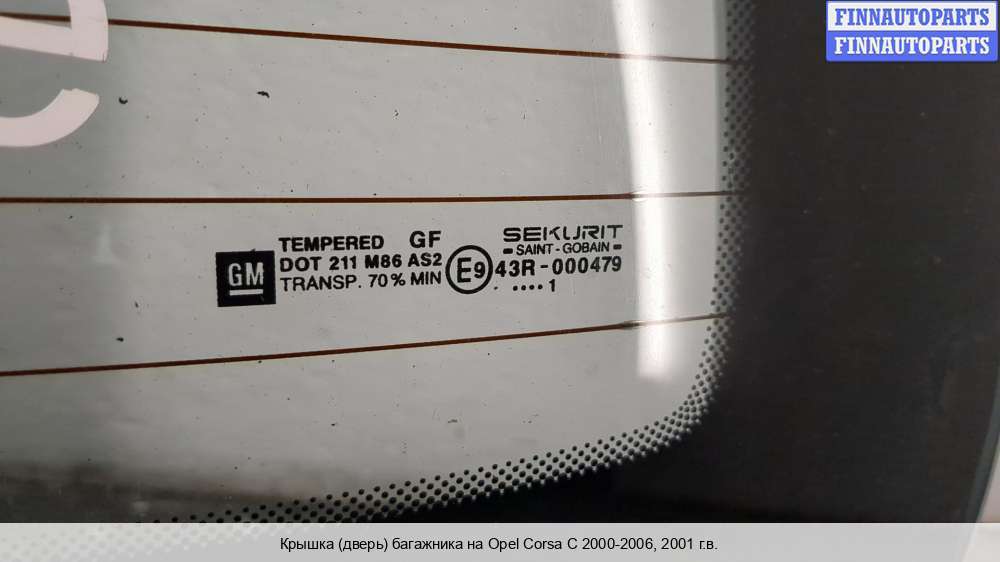 FINNAUTOPARTS
FINNAUTOPARTS
TEMPERED GF
DOT 211 M86 AS2
TRANSP. 70% MIN
GM
E9
SEKURIT
SAINT-GOBAIN
43R-000479
. .... 1
Крышка (дверь) багажника на Opel Corsa C 2000-2006, 2001 г.в.